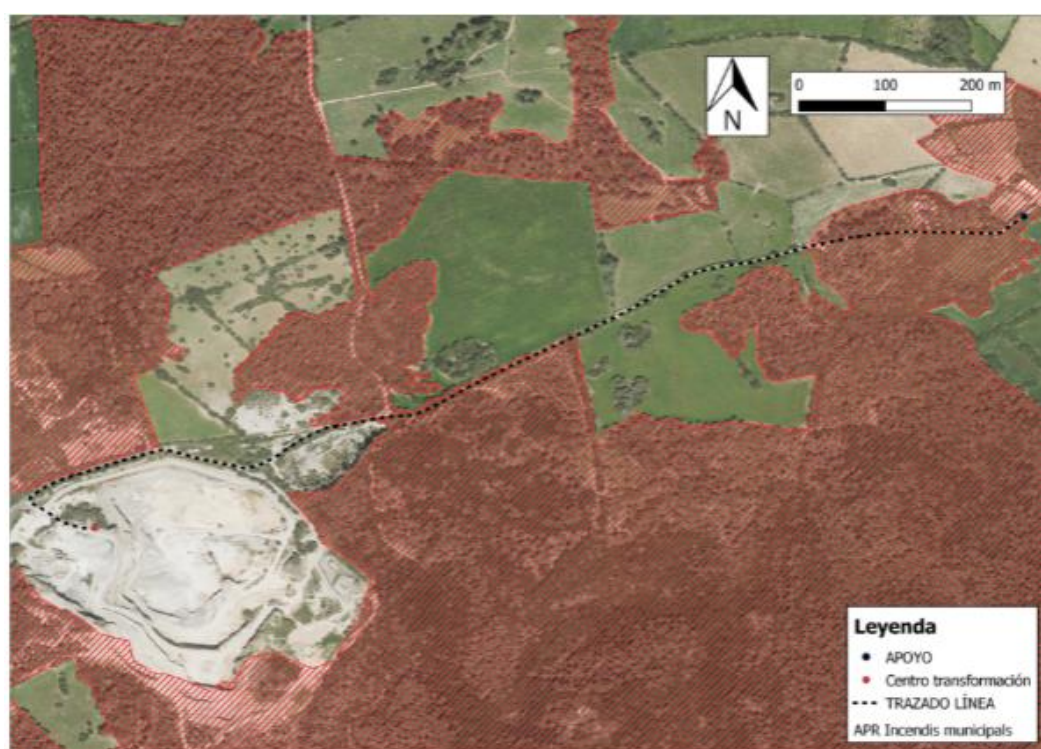 0 100 200 m
N
Leyenda
APOYO
Centro transformación
TRAZADO LÍNEA
APR Incendis municipals